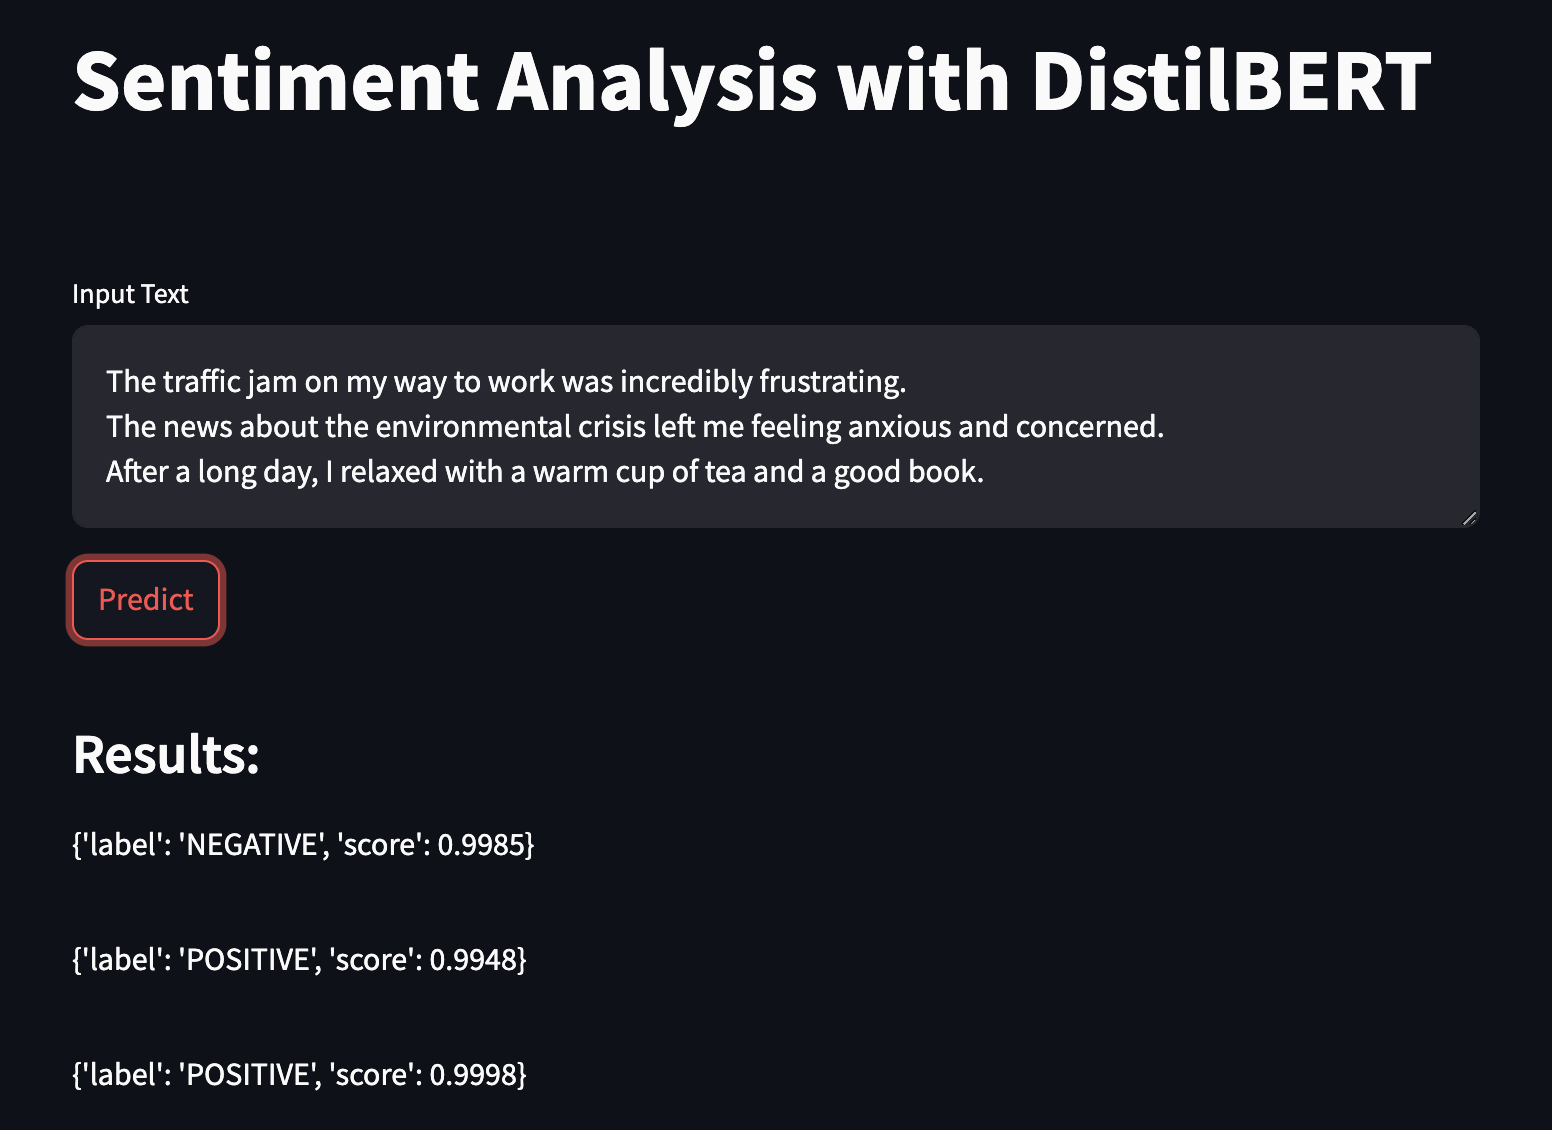 Sentiment Analysis with DistilBERT
Input Text
The traffic jam on my way to work was incredibly frustrating.
The news about the environmental crisis left me feeling anxious and concerned.
After a long day, I relaxed with a warm cup of tea and a good book.
Predict
Results:
{'label': 'NEGATIVE', 'score': 0.9985}
{'label': 'POSITIVE', 'score': 0.9948}
{'label': 'POSITIVE', 'score': 0.9998}